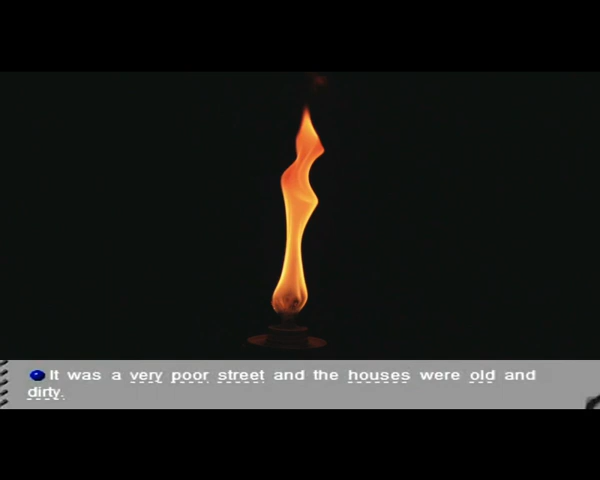 It was a very poor street and the houses were old and
dirty.